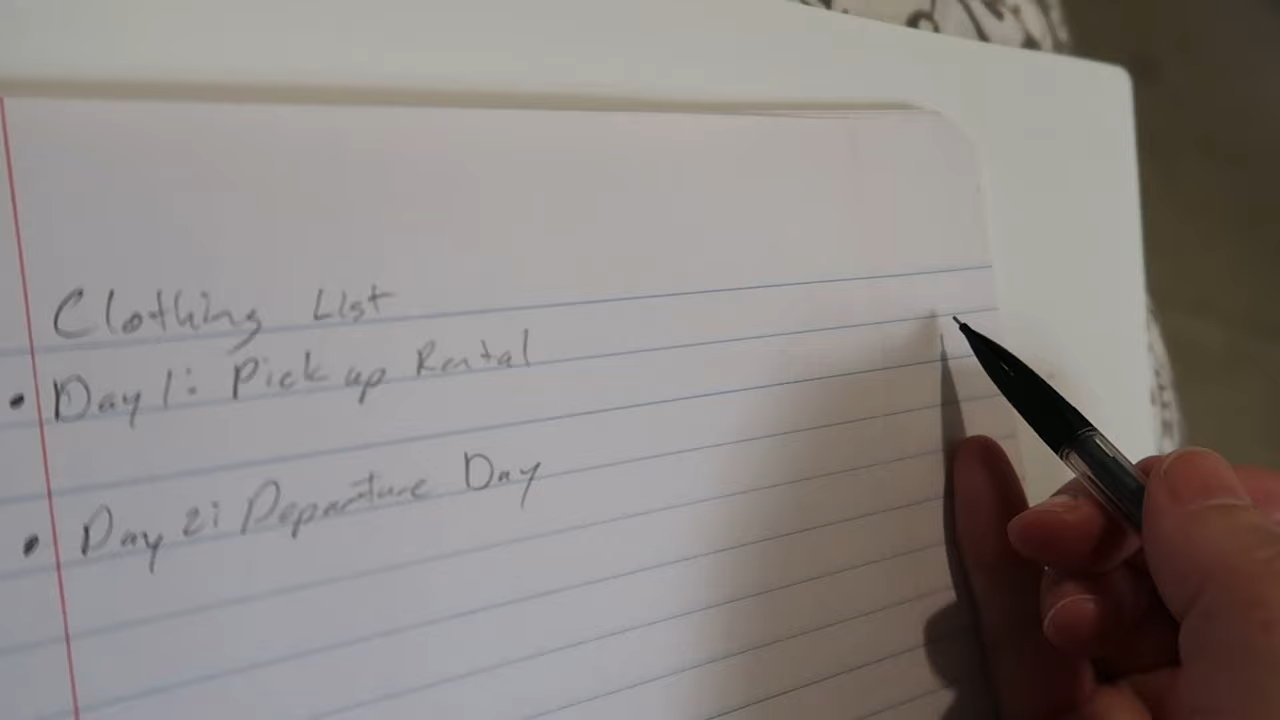 Clothing List
• Day 1: Pick up Rental
• Day 2: Departure Day